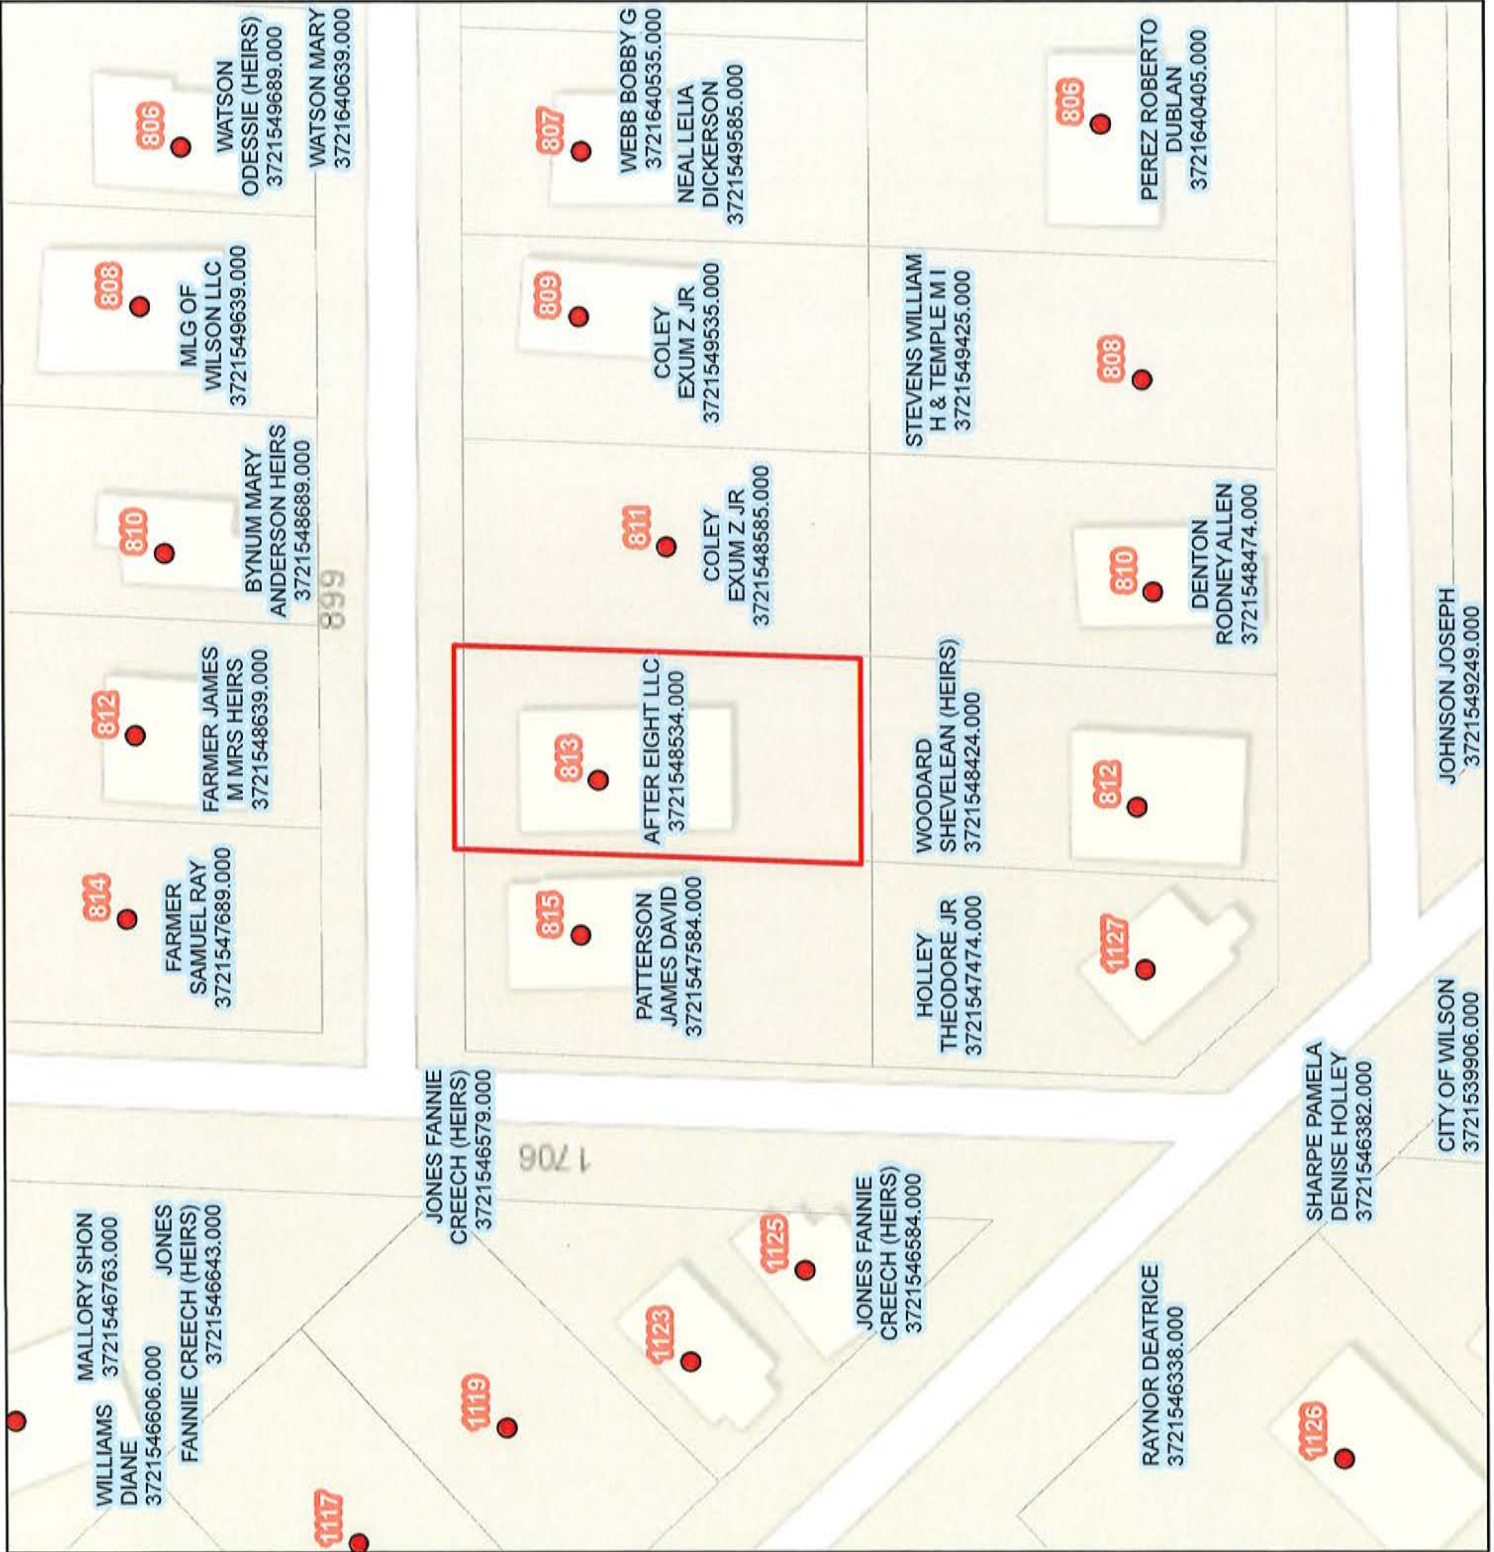 806
WATSON
ODESSIE (HEIRS)
3721549689.000
WATSON MARY
3721640639.000
808
MLG OF
WILSON LLC
3721549639.000
810
BYNUM MARY
ANDERSON HEIRS
3721548689.000
899
812
FARMER JAMES
M MRS HEIRS
3721548639.000
814
FARMER
SAMUEL RAY
3721547689.000
807
WEBB BOBBY G
3721640535.000
NEAL LELIA
DICKERSON
3721549585.000
809
COLEY
EXUM Z JR
3721549535.000
811
COLEY
EXUM Z JR
3721548585.000
813
AFTER EIGHT LLC
3721548534.000
815
PATTERSON
JAMES DAVID
3721547584.000
806
PEREZ ROBERTO
DUBLAN
3721640405.000
STEVENS WILLIAM
H & TEMPLE M I
3721549425.000
808
810
DENTON
RODNEY ALLEN
3721548474.000
WOODARD
SHEVELEAN (HEIRS)
3721548424.000
812
HOLLEY
THEODORE JR
3721547474.000
1127
JOHNSON JOSEPH
3721549249.000
MALLORY SHON
3721546763.000
WILLIAMS
DIANE
3721546606.000
JONES
FANNIE CREECH (HEIRS)
3721546643.000
1117
JONES FANNIE
CREECH (HEIRS)
3721546579.000
1706
1119
1123
1125
JONES FANNIE
CREECH (HEIRS)
3721546584.000
RAYNOR DEATRICE
3721546338.000
1126
SHARPE PAMELA
DENISE HOLLEY
3721546382.000
CITY OF WILSON
3721539906.000